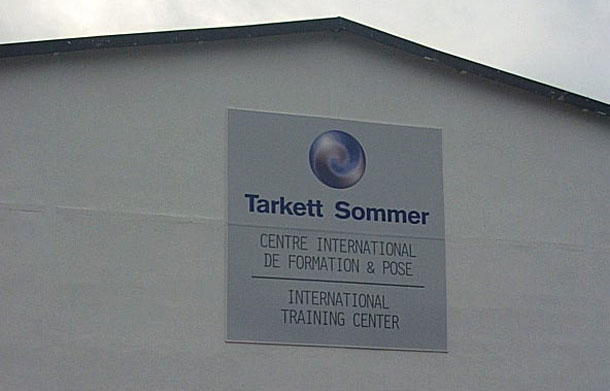 Tarkett Sommer
CENTRE INTERNATIONAL
DE FORMATION & POSE
INTERNATIONAL
TRAINING CENTER